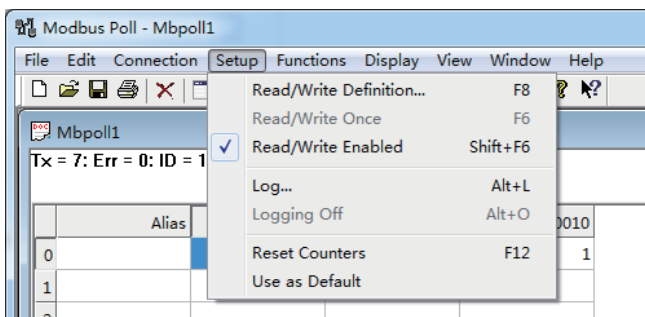 Modbus Poll - Mbpoll1
File Edit Connection Setup Functions Display View Window Help
Read/Write Definition... F8
Read/Write Once F6
Mbpoll1
Read/Write Enabled Shift+F6
Tx = 7: Err = 0: ID = 1
Log... Alt+L
Logging Off Alt+O
Alias 0010
0 Reset Counters F12 1
1 Use as Default